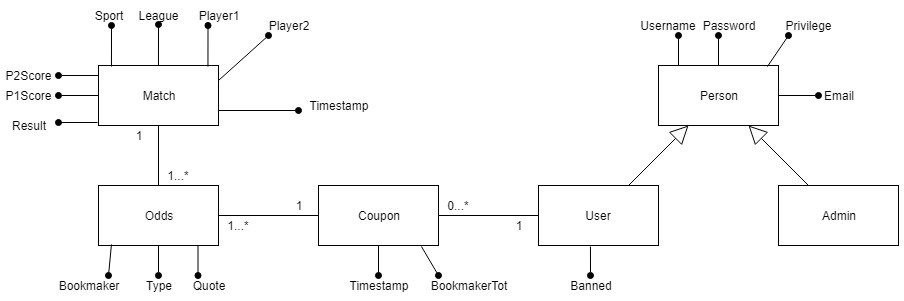 Sport
League
Player1
Player2
Username
Password
Privilege
P2Score
P1Score
Result
Match
Timestamp
Person
Email
1
1...*
Odds
1...*
1
Coupon
0...*
1
User
Admin
Bookmaker
Type
Quote
Timestamp
BookmakerTot
Banned